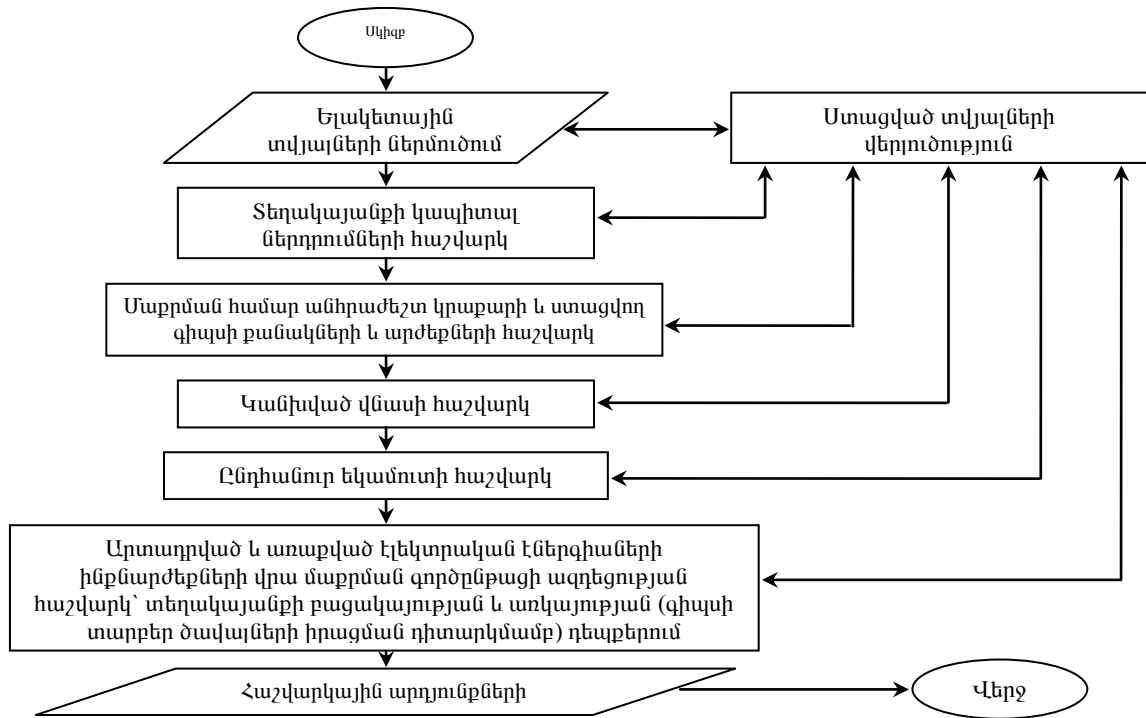 Սկիզբ
Ելակետային
տվյալների ներմուծում
Ստացված տվյալների
վերլուծություն
Տեղակայանքի կապիտալ
ներդրումների հաշվարկ
Մաքրման համար անհրաժեշտ կրաքարի և ստացվող
գիպսի քանակների և արժեքների հաշվարկ
Կանխված վնասի հաշվարկ
Ընդհանուր եկամուտի հաշվարկ
Արտադրված և առաքված էլեկտրական էներգիաների
ինքնարժեքների վրա մաքրման գործընթացի ազդեցության
հաշվարկ՝ տեղակայանքի բացակայության և առկայության (գիպսի
տարբեր ծավալների իրացման դիտարկմամբ) դեպքերում
Հաշվարկային արդյունքների
Վերջ